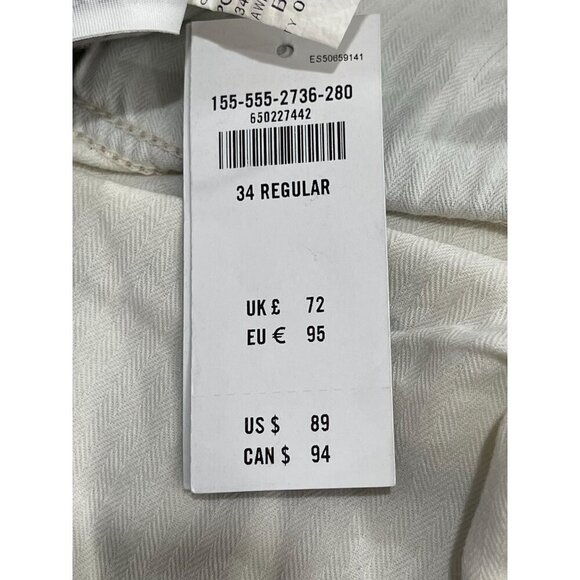 ES50659141
155-555-2736-280
650227442
34 REGULAR
UK £ 72
EU € 95
US $ 89
CAN $ 94